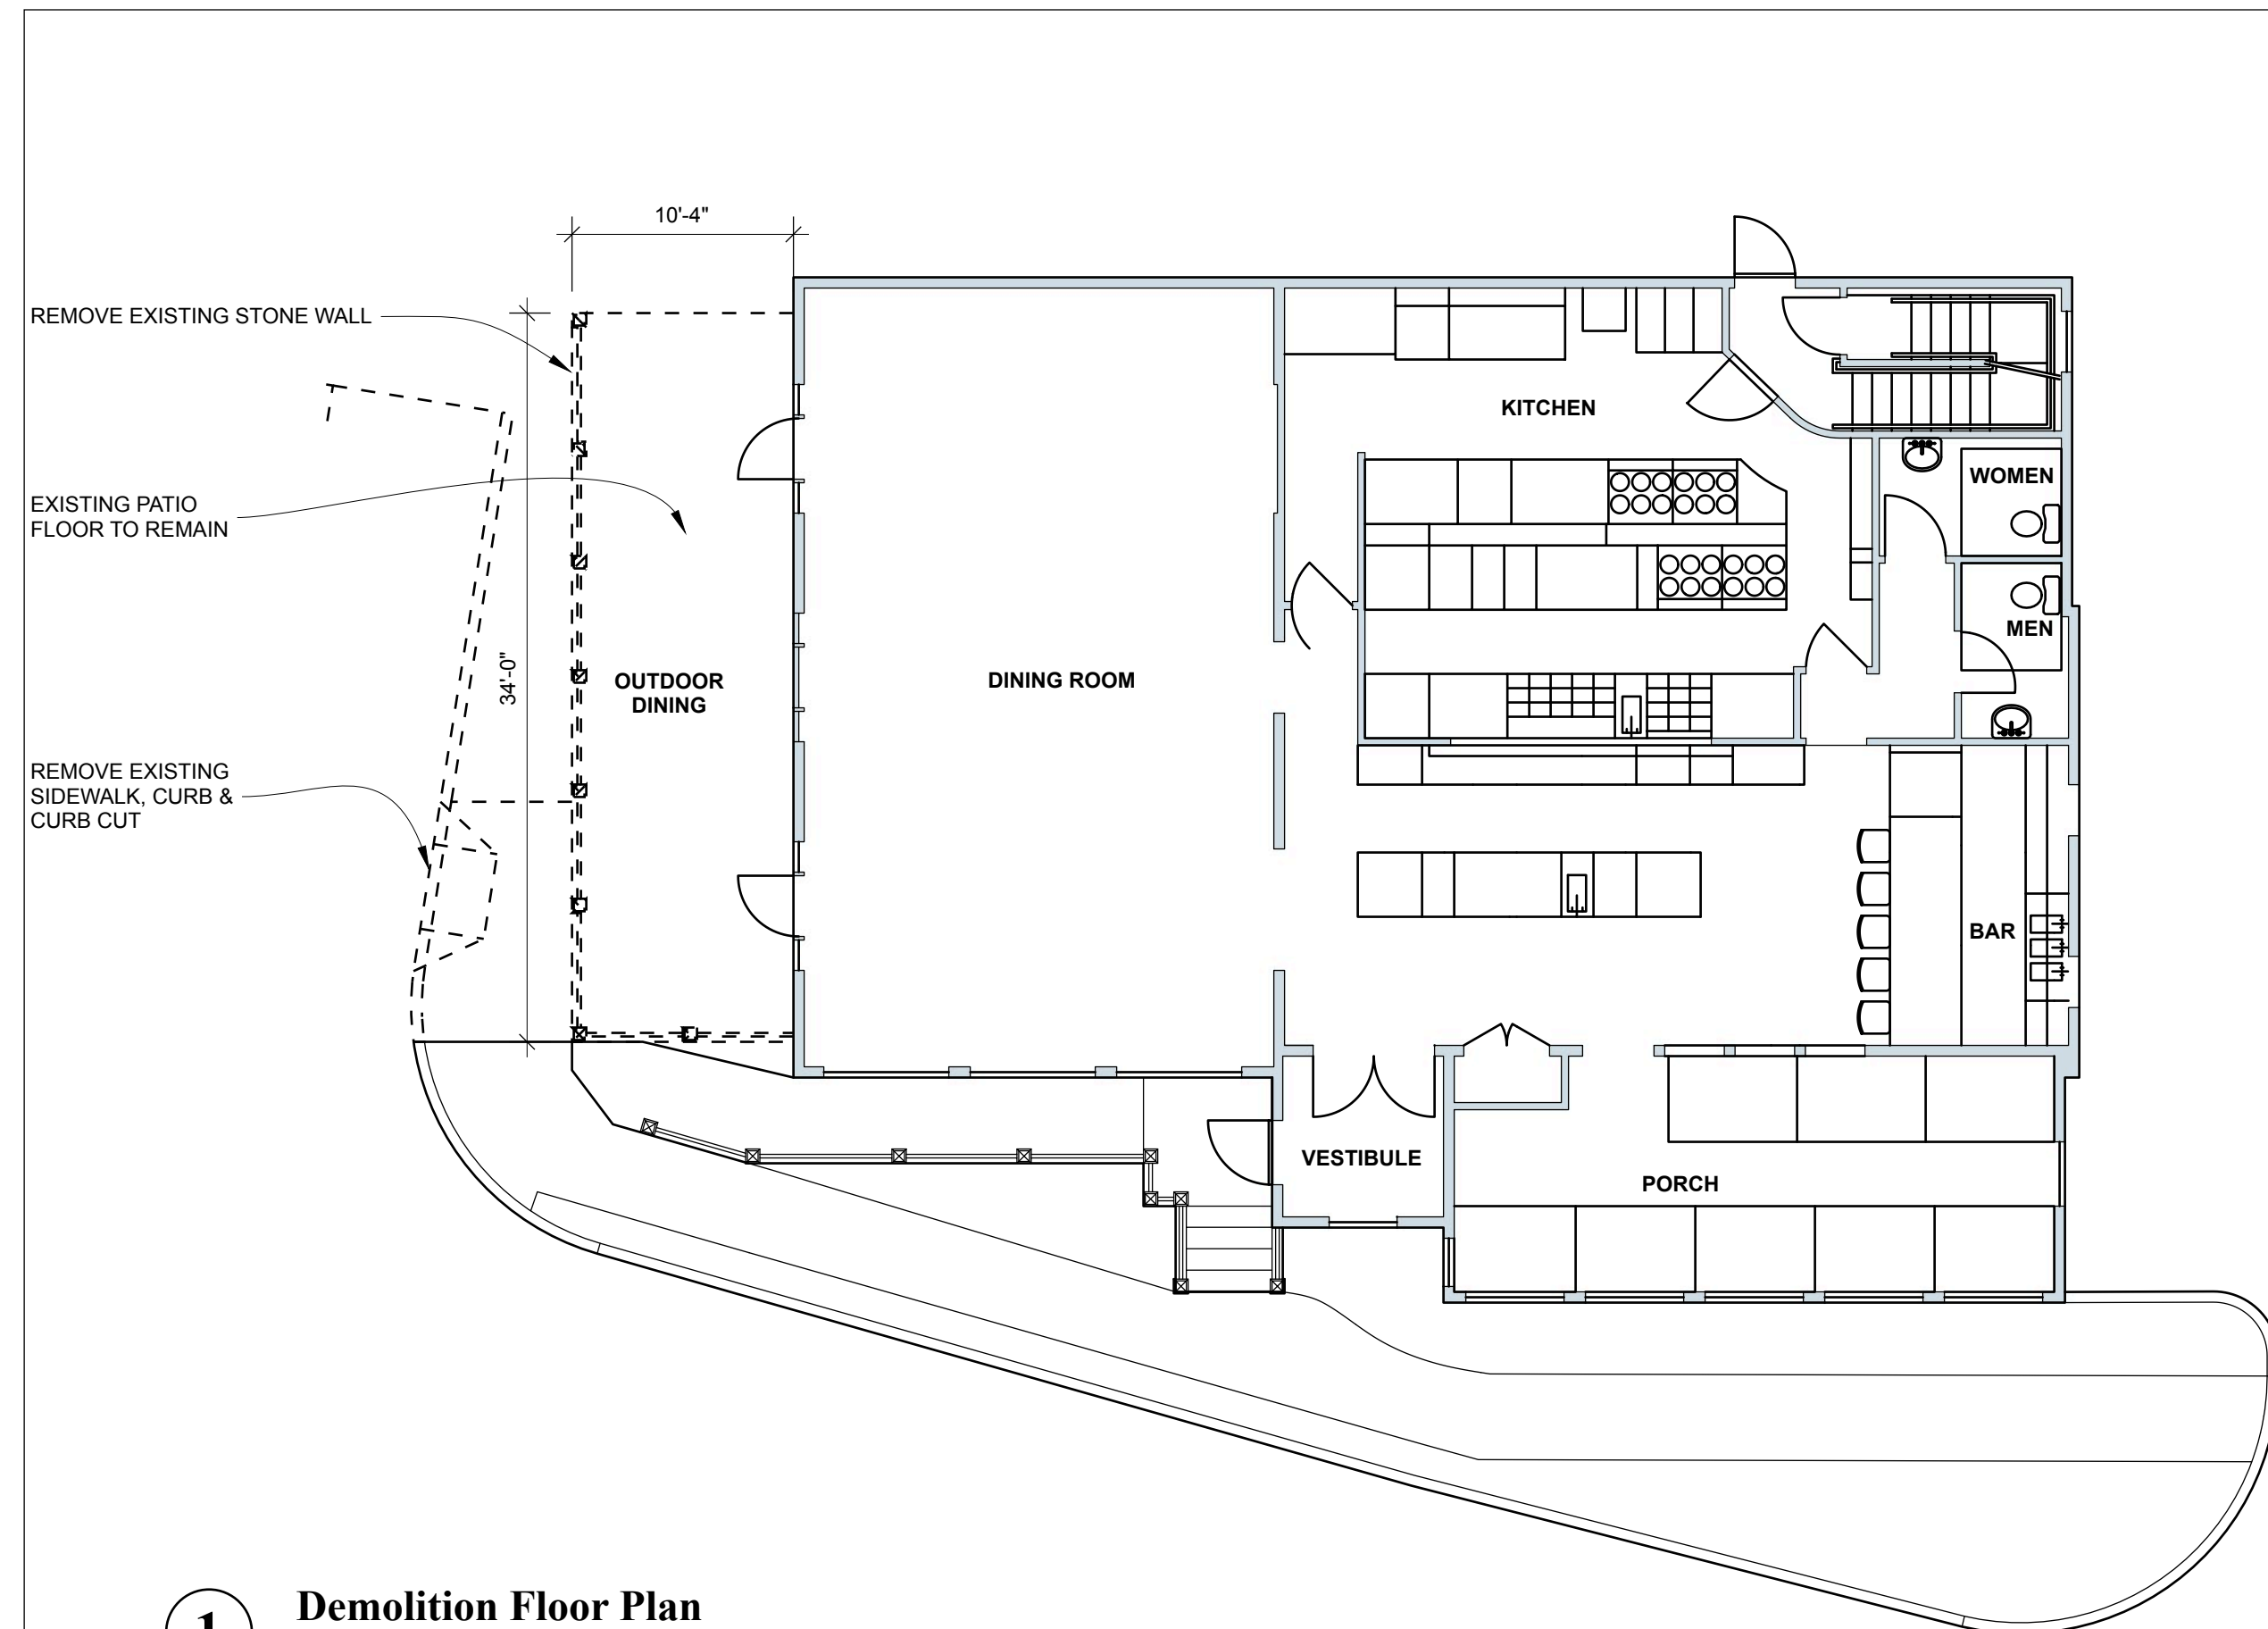 10'-4"
REMOVE EXISTING STONE WALL
EXISTING PATIO
FLOOR TO REMAIN
34'-0"
REMOVE EXISTING
SIDEWALK, CURB &
CURB CUT
OUTDOOR
DINING
DINING ROOM
KITCHEN
WOMEN
MEN
BAR
VESTIBULE
PORCH
1
Demolition Floor Plan